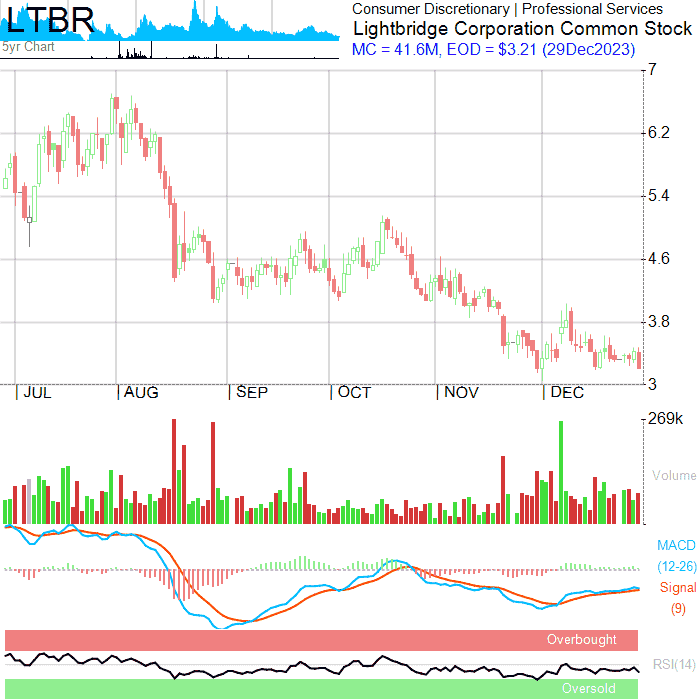 LTBR
5yr Chart
Consumer Discretionary | Professional Services
Lightbridge Corporation Common Stock
MC = 41.6M, EOD = $3.21 (29Dec2023)
7
6.2
5.4
4.6
3.8
3
| JUL | AUG | SEP | OCT | NOV | DEC
269k
Volume
MACD
(12-26)
Signal
(9)
Overbought
RSI(14)
Oversold